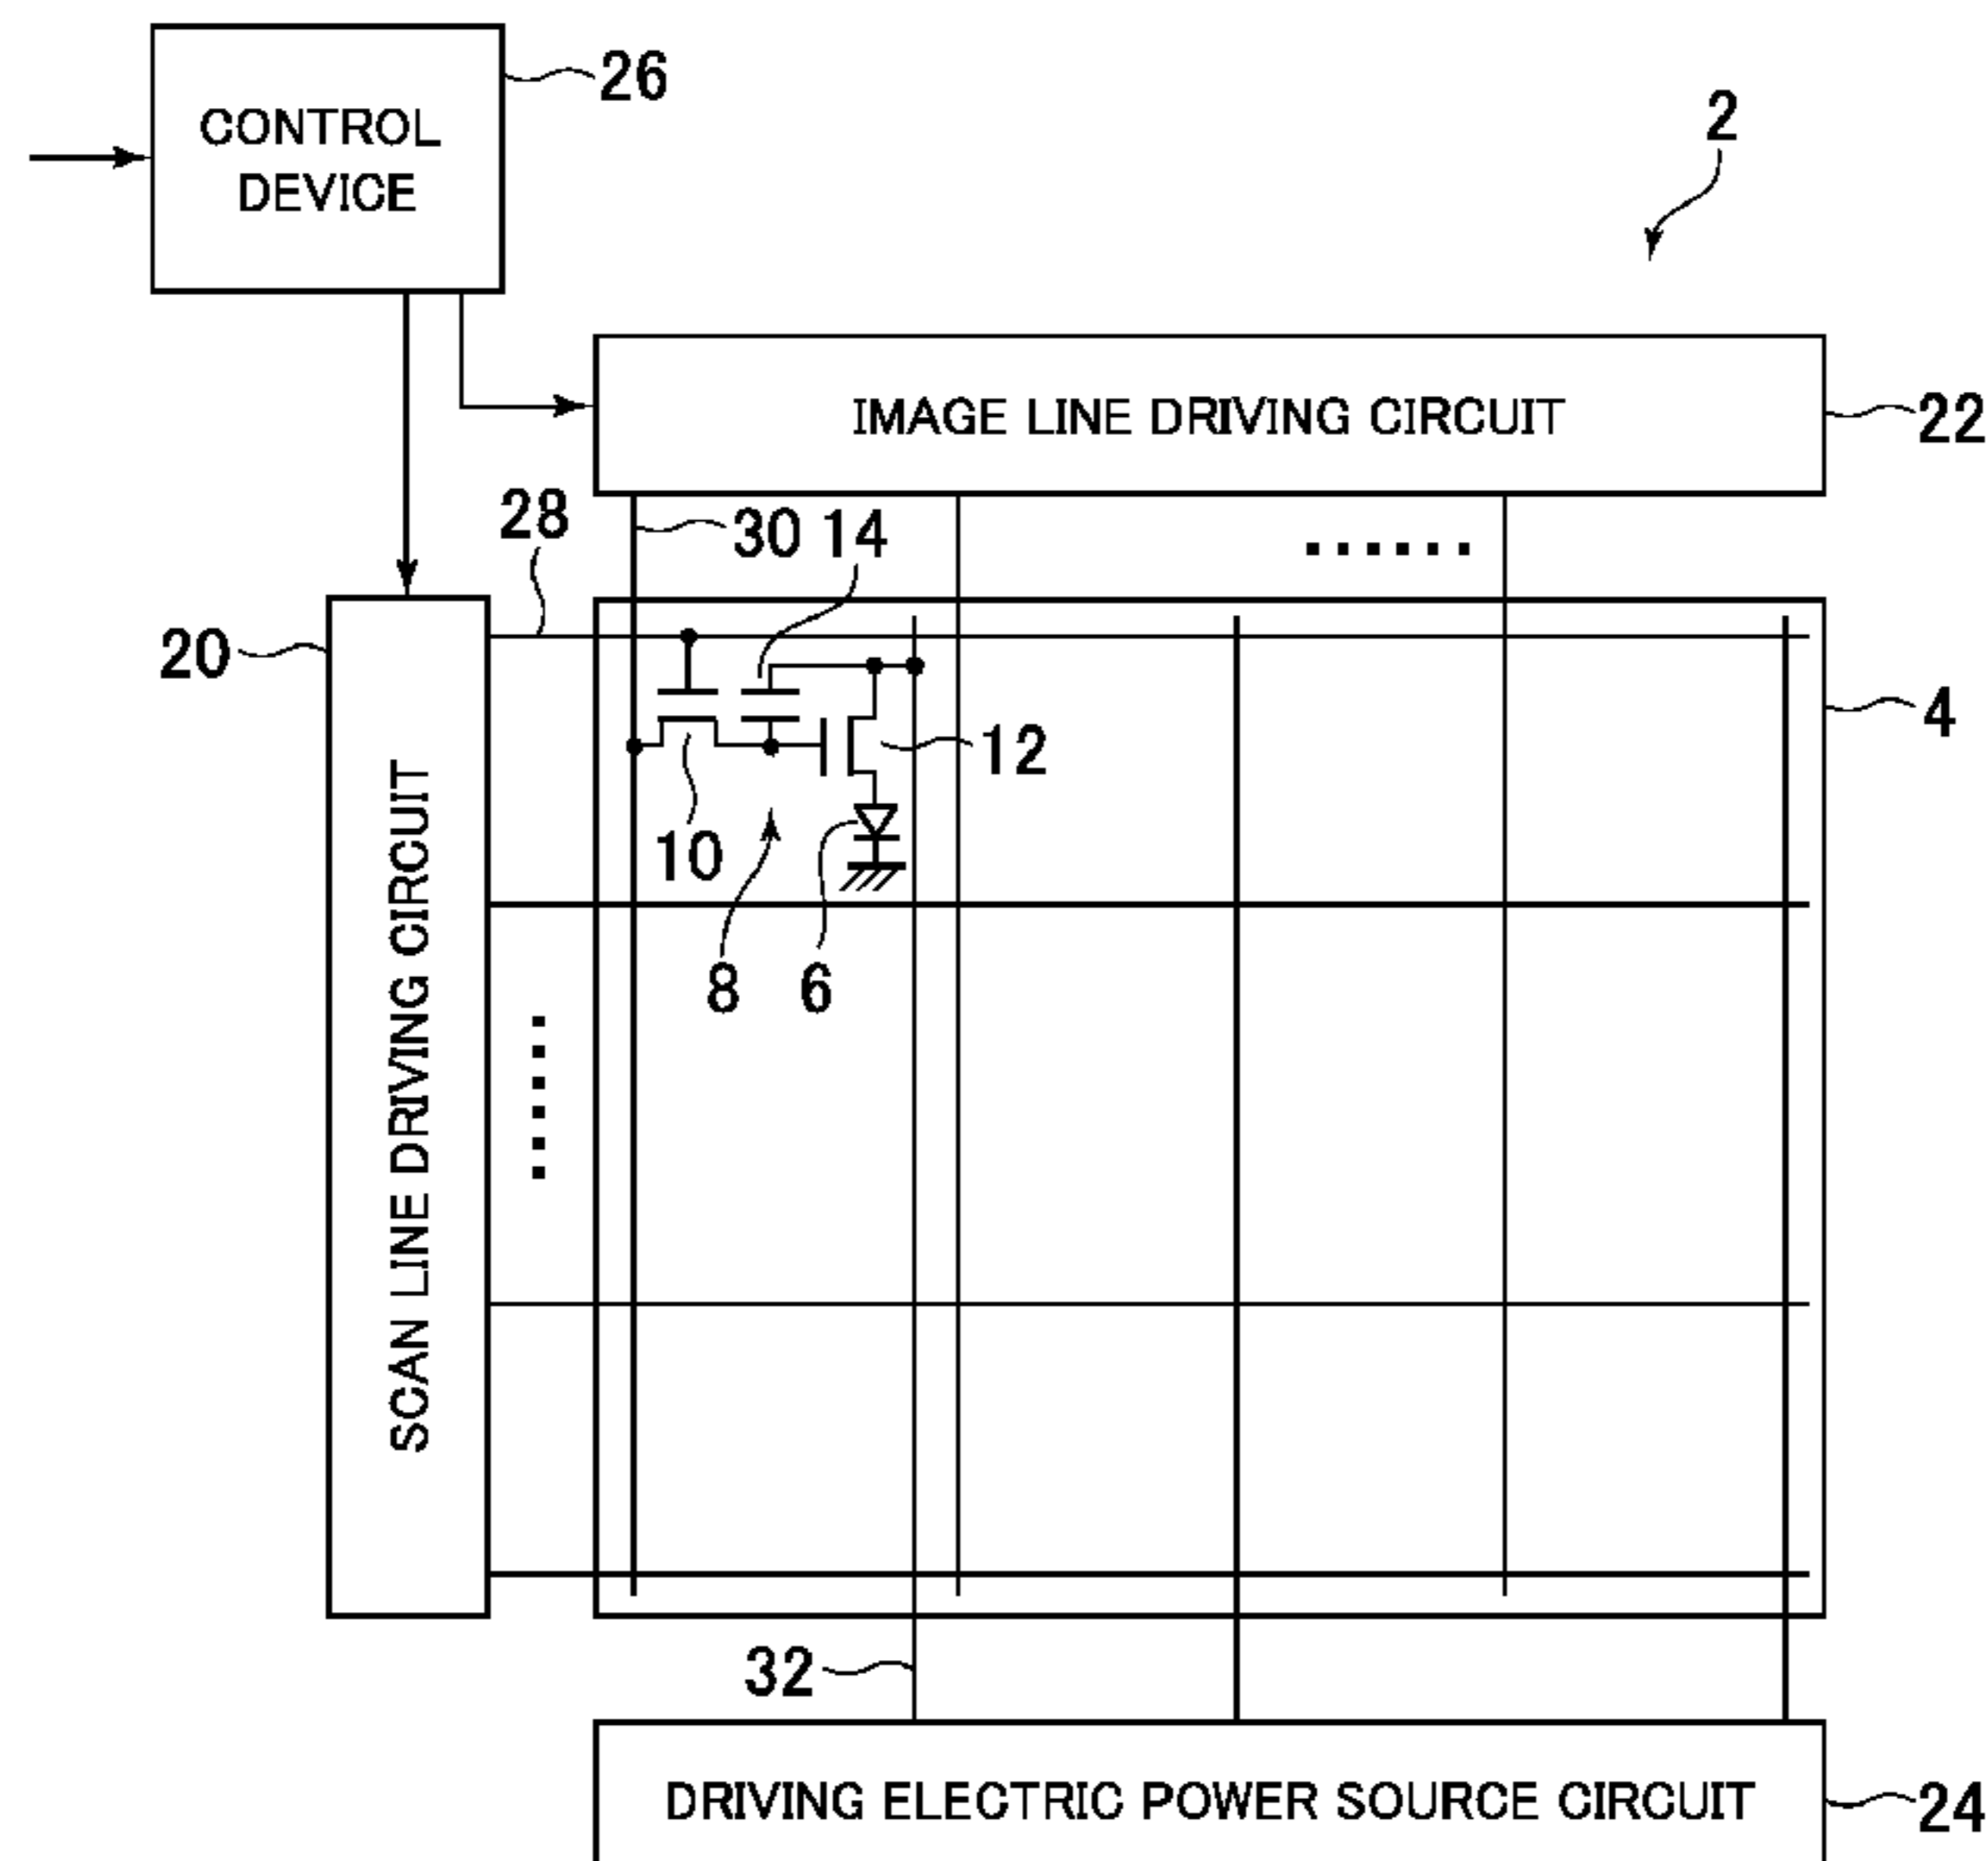 CONTROL
DEVICE
26
2
IMAGE LINE DRIVING CIRCUIT
22
28
30
14
20
4
12
10
8
6
SCAN LINE DRIVING CIRCUIT
32
DRIVING ELECTRIC POWER SOURCE CIRCUIT
24